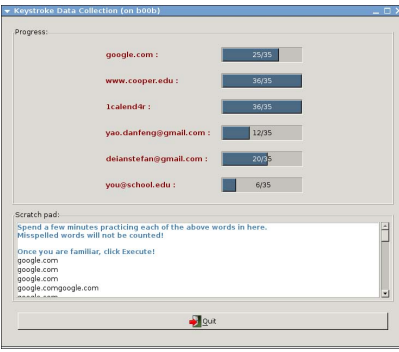 Keystroke Data Collection (on b00b)
Progress:
google.com : 25/35
www.cooper.edu : 36/35
1calend4r : 36/35
yao.danfeng@gmail.com : 12/35
deianstefan@gmail.com : 20/35
you@school.edu : 6/35
Scratch pad:
Spend a few minutes practicing each of the above words in here.
Misspelled words will not be counted!
Once you are familiar, click Execute!
google.com
google.com
google.com
google.comgoogle.com
google.com
Quit